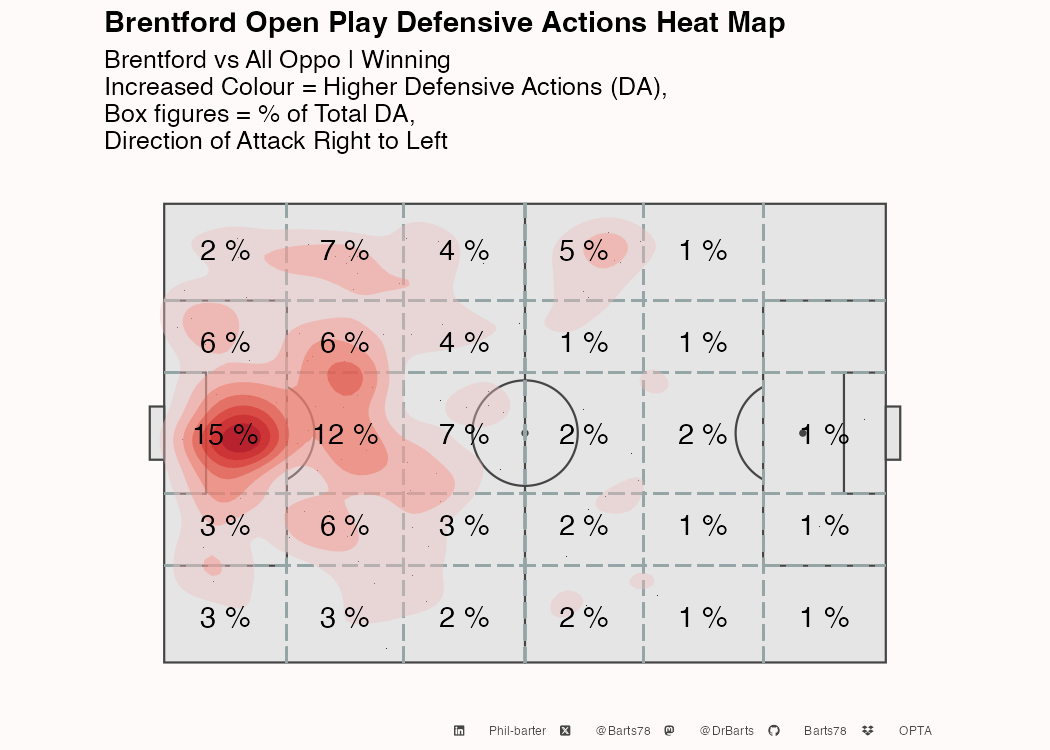 Brentford Open Play Defensive Actions Heat Map
Brentford vs All Oppo | Winning
Increased Colour = Higher Defensive Actions (DA),
Box figures = % of Total DA,
Direction of Attack Right to Left
2 % 7 % 4 % 5 % 1 %
6 % 6 % 4 % 1 % 1 %
15 % 12 % 7 % 2 % 2 % 1 %
3 % 6 % 3 % 2 % 1 % 1 %
3 % 3 % 2 % 2 % 1 % 1 %
Phil-barter @Barts78 @DrBarts Barts78 OPTA